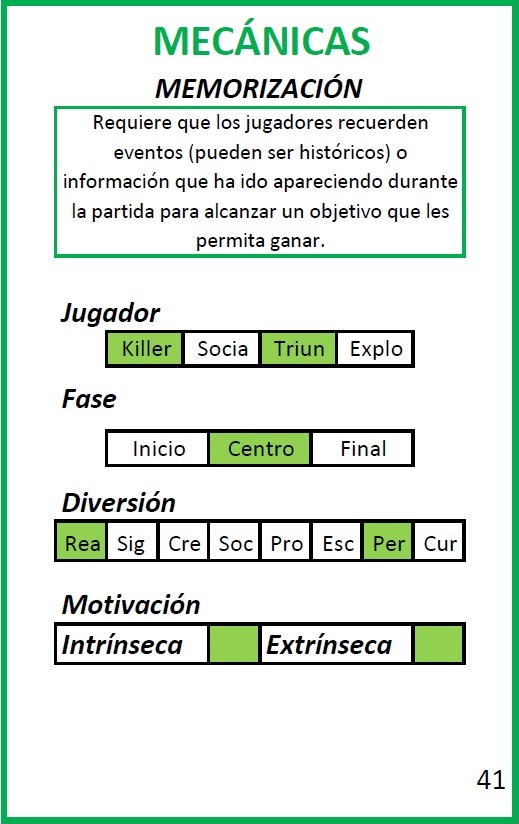 MECÁNICAS
MEMORIZACIÓN
Requiere que los jugadores recuerden
eventos (pueden ser históricos) o
información que ha ido apareciendo durante
la partida para alcanzar un objetivo que les
permita ganar.
Jugador
Killer Socia Triun Explo
Fase
Inicio Centro Final
Diversión
Rea Sig Cre Soc Pro Esc Per Cur
Motivación
Intrínseca Extrínseca
41